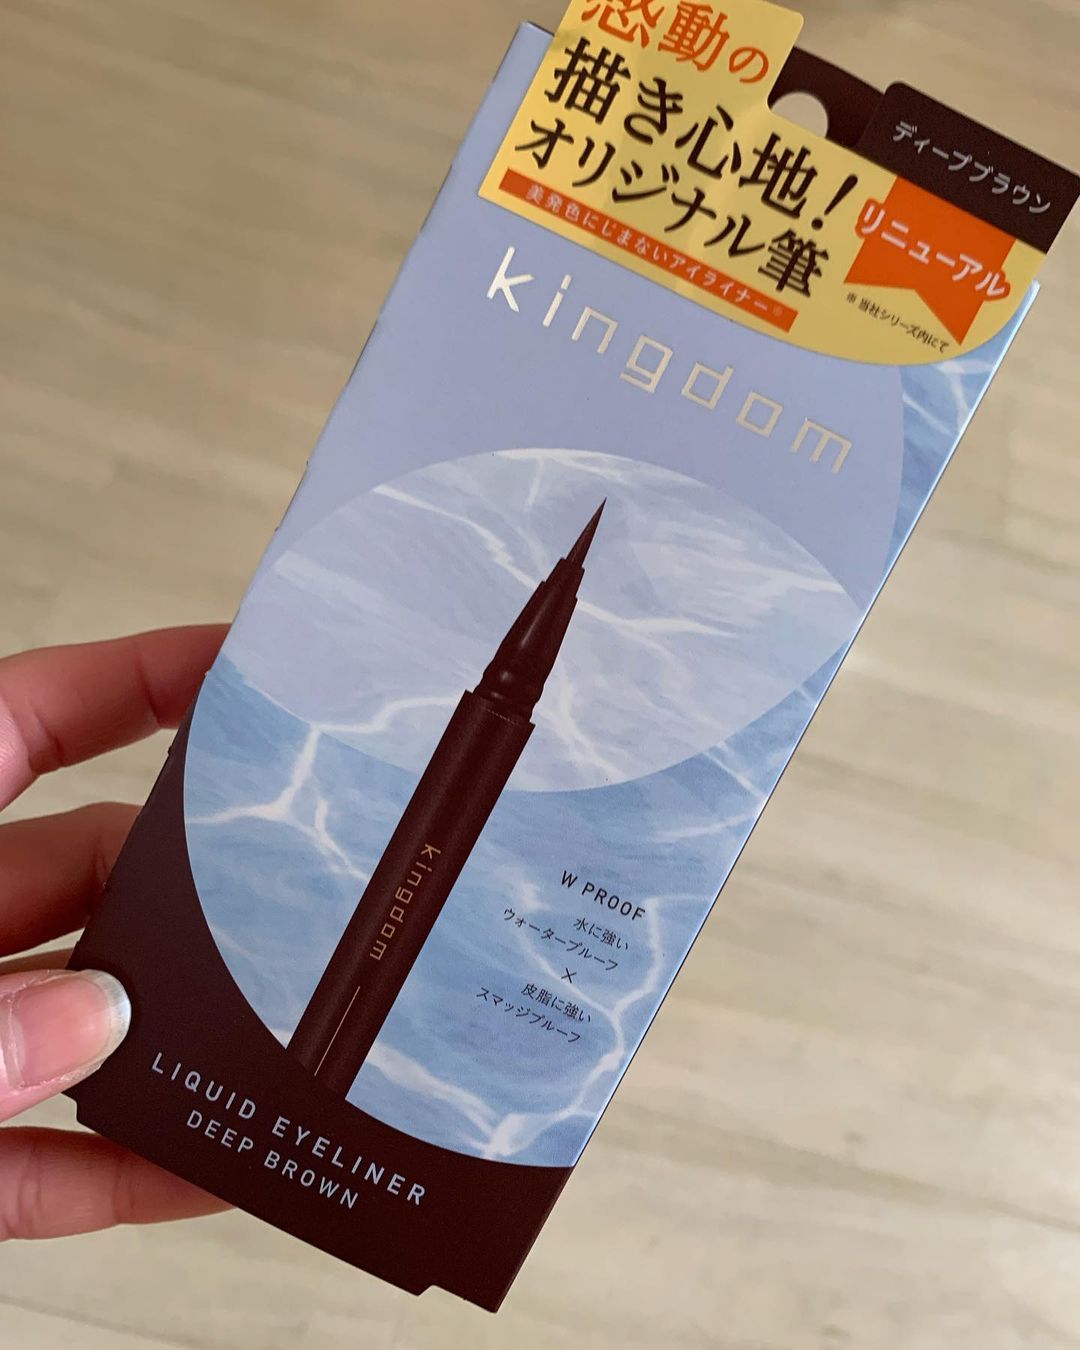 感動の
描き心地!
オリジナル筆
美発色にじまないアイライナー※
ディープブラウン
リニューアル
※当社シリーズ内にて
kingdom
kingdom
W PROOF
水に強い
ウォータープルーフ
×
皮脂に強い
スマッジプルーフ
LIQUID EYELINER
DEEP BROWN